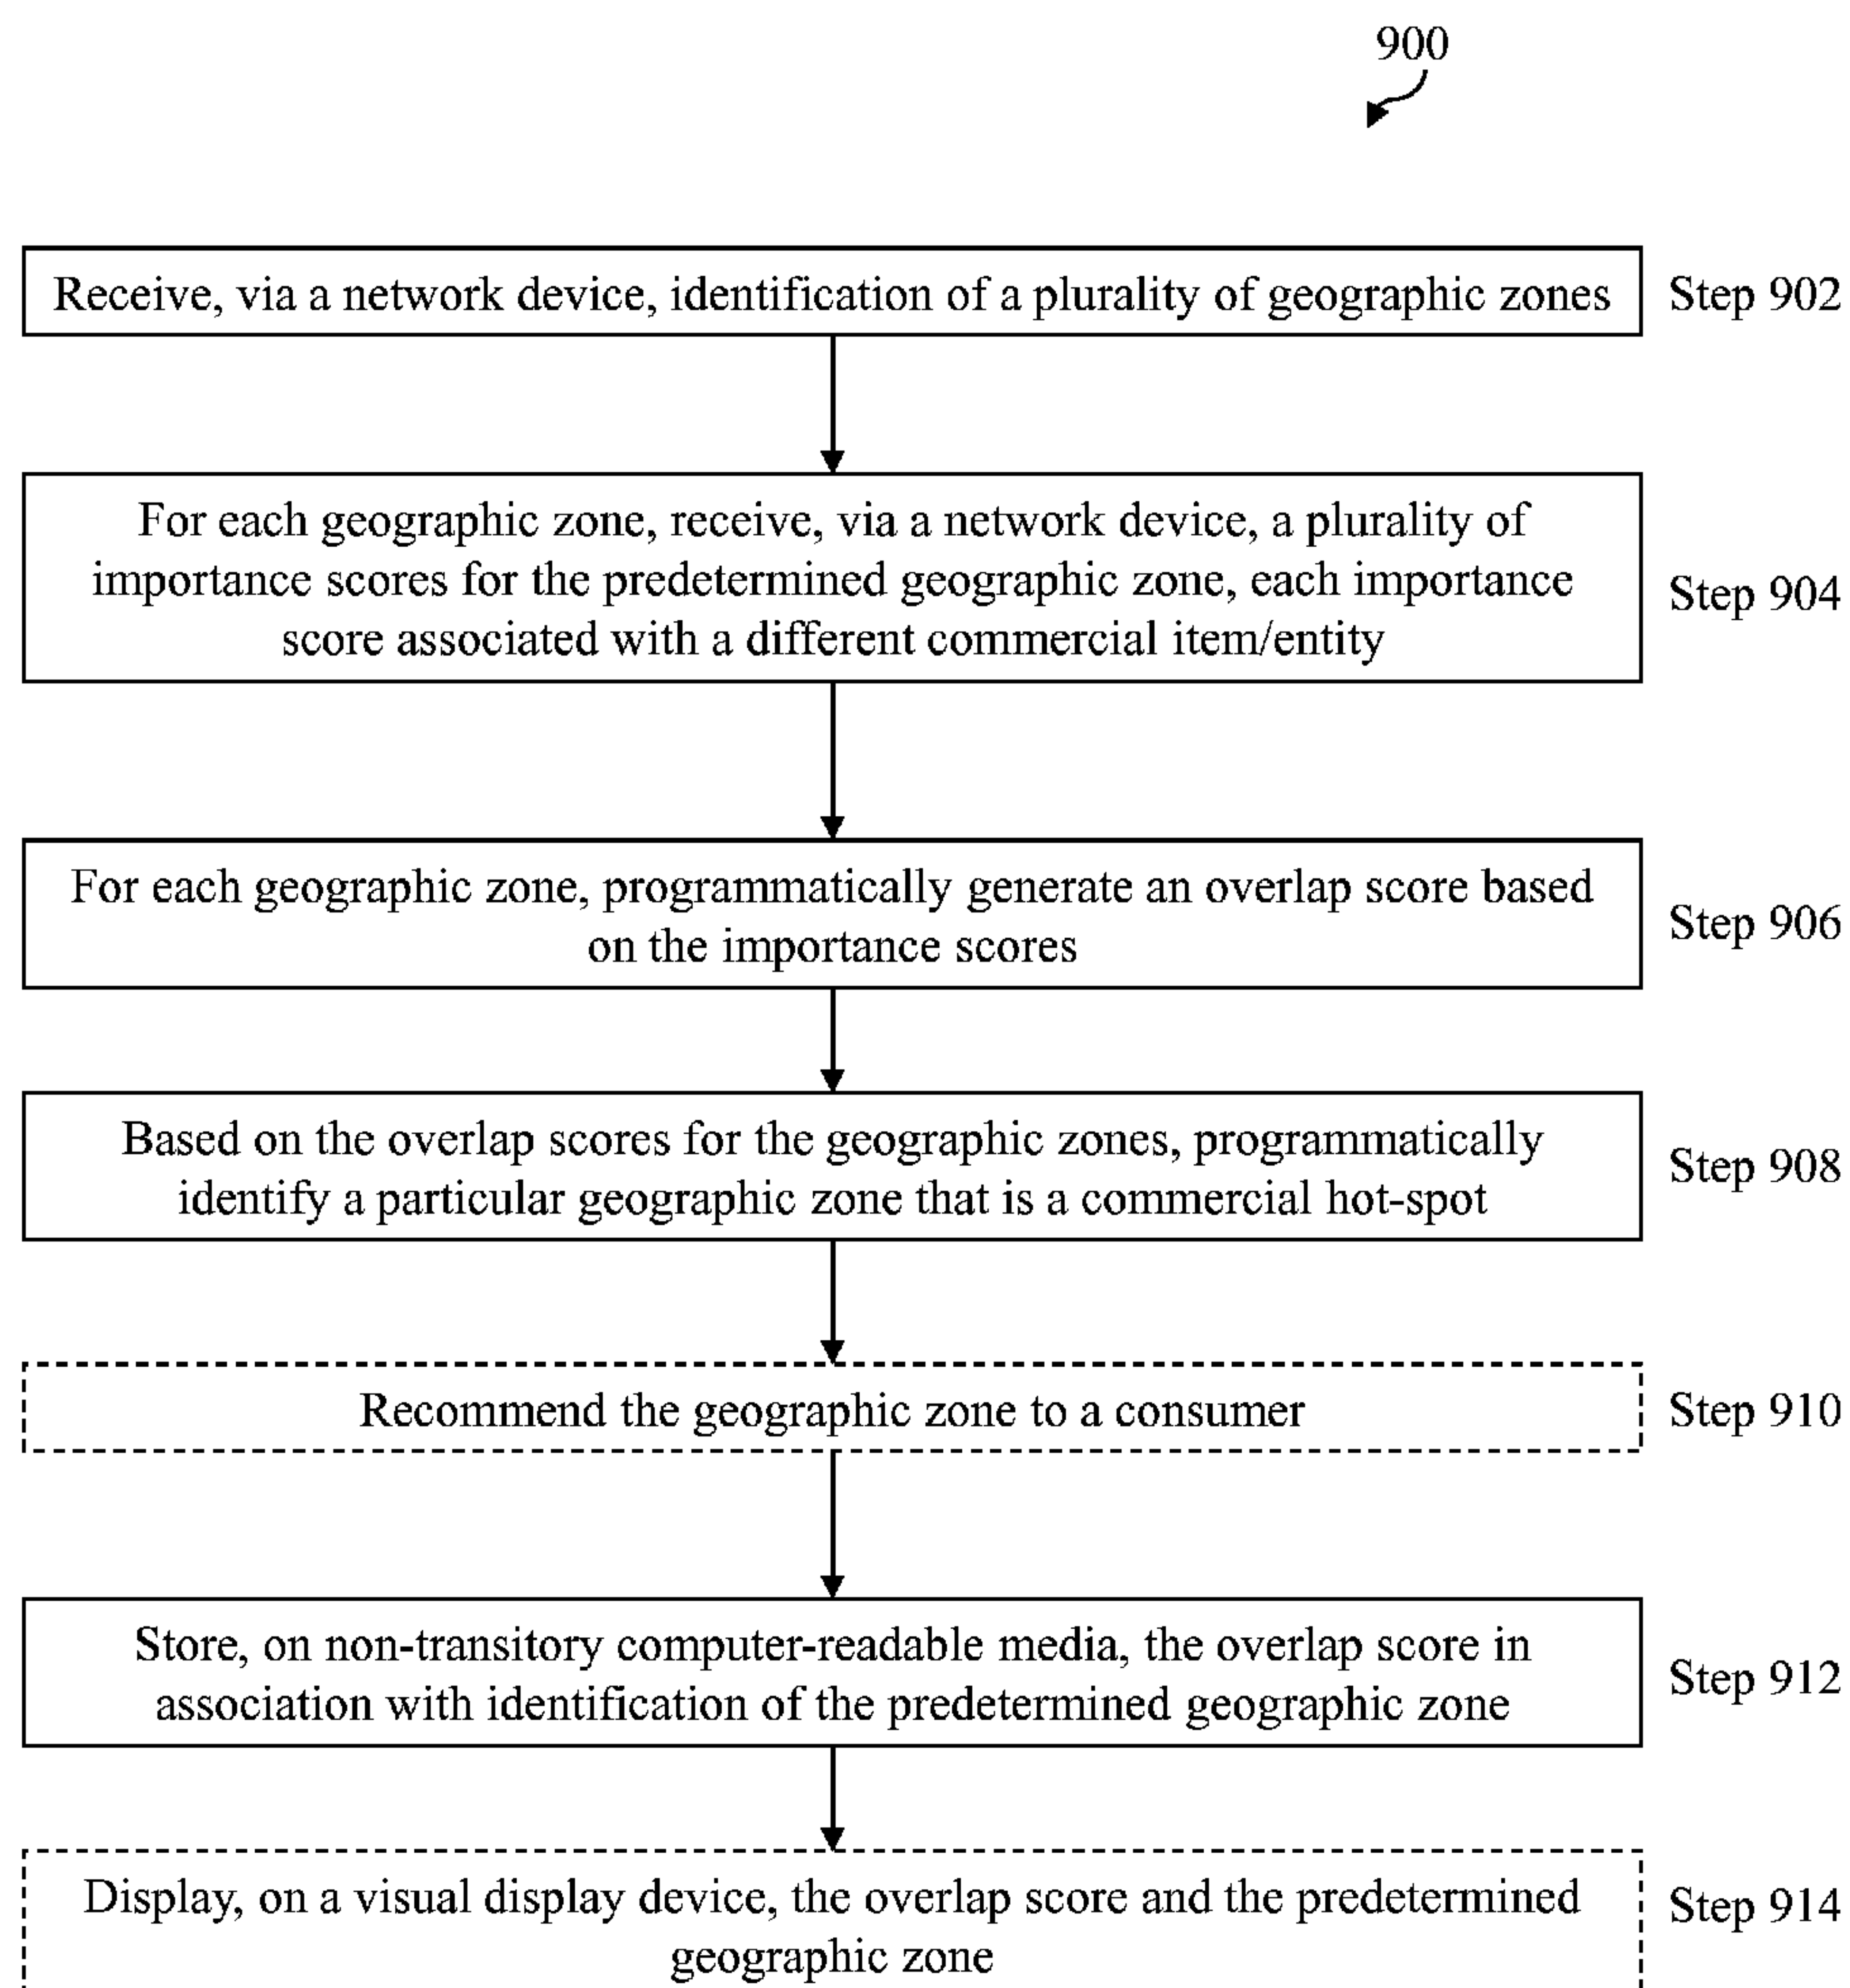 900
Receive, via a network device, identification of a plurality of geographic zones
Step 902
For each geographic zone, receive, via a network device, a plurality of
importance scores for the predetermined geographic zone, each importance
score associated with a different commercial item/entity
Step 904
For each geographic zone, programmatically generate an overlap score based
on the importance scores
Step 906
Based on the overlap scores for the geographic zones, programmatically
identify a particular geographic zone that is a commercial hot-spot
Step 908
Recommend the geographic zone to a consumer
Step 910
Store, on non-transitory computer-readable media, the overlap score in
association with identification of the predetermined geographic zone
Step 912
Display, on a visual display device, the overlap score and the predetermined
geographic zone
Step 914